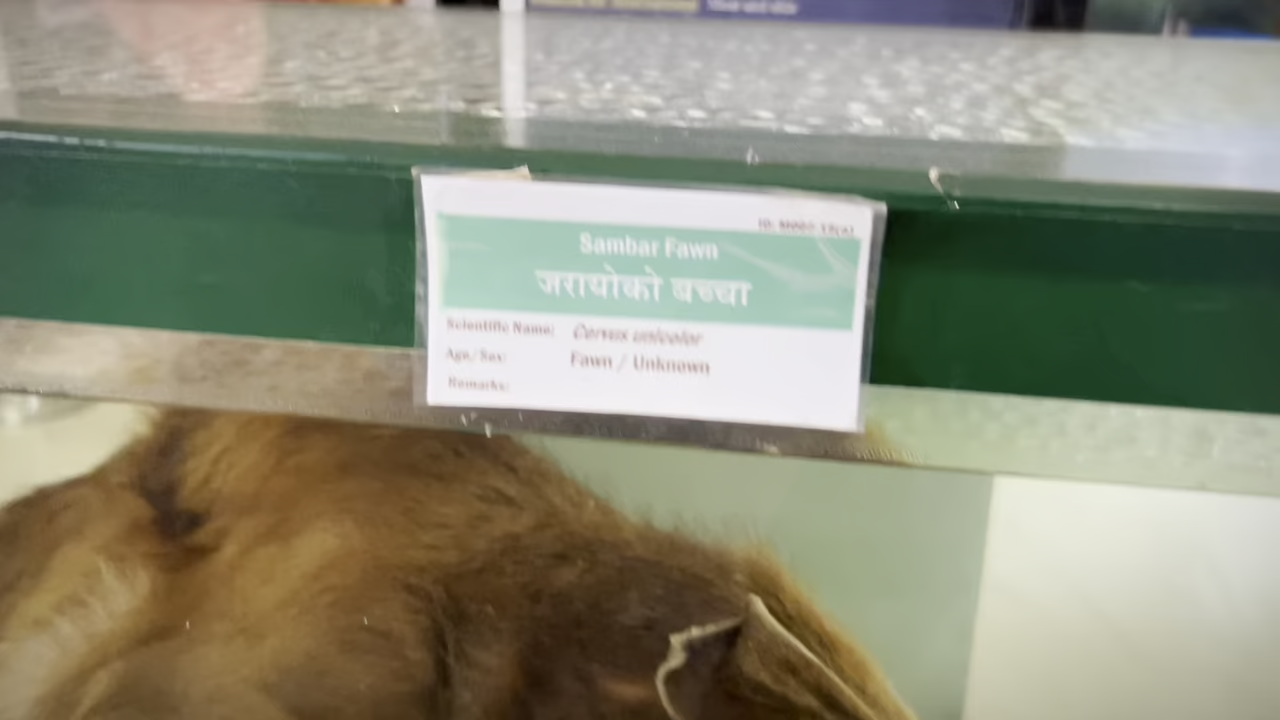 Sambar Fawn
जरायोको बच्चा
Scientific Name: Cervus unicolor
Age/Sex: Fawn / Unknown
Remarks: